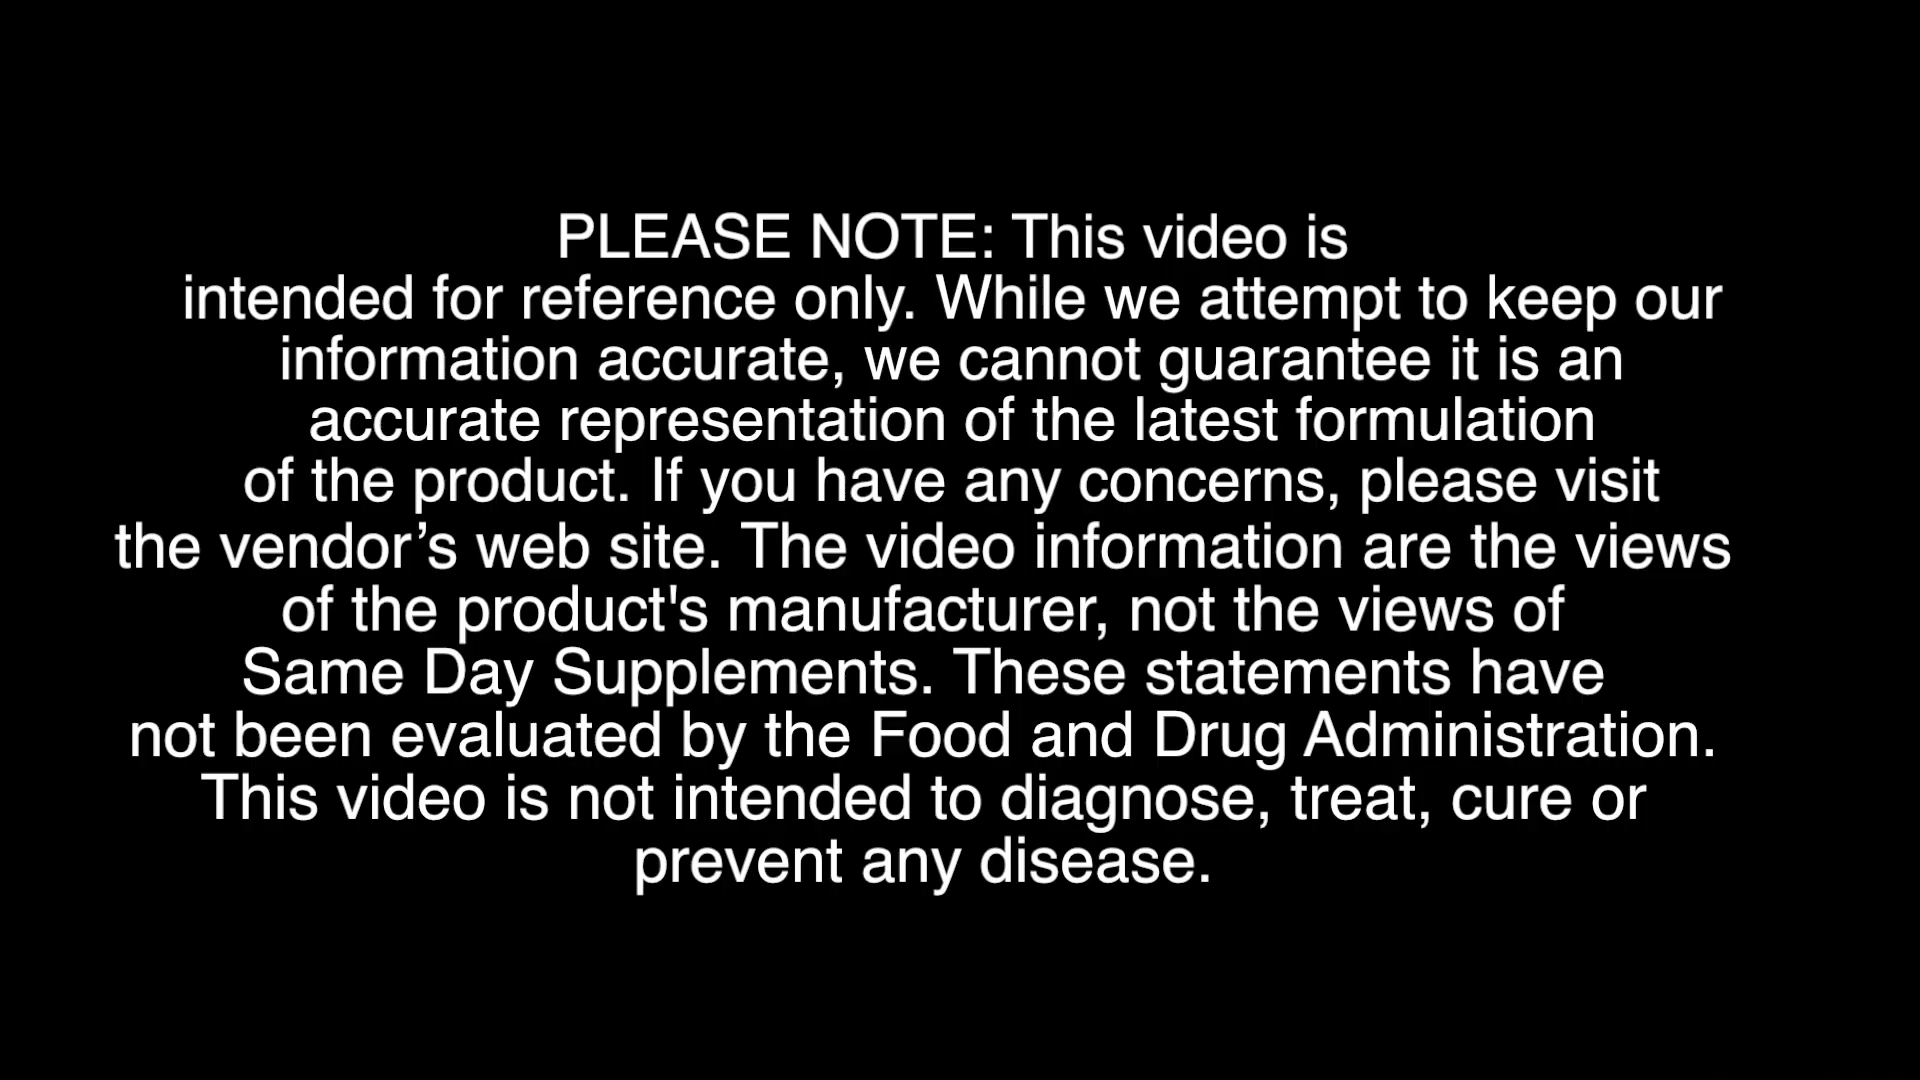 PLEASE NOTE: This video is
intended for reference only. While we attempt to keep our
information accurate, we cannot guarantee it is an
accurate representation of the latest formulation
of the product. If you have any concerns, please visit
the vendor’s web site. The video information are the views
of the product's manufacturer, not the views of
Same Day Supplements. These statements have
not been evaluated by the Food and Drug Administration.
This video is not intended to diagnose, treat, cure or
prevent any disease.